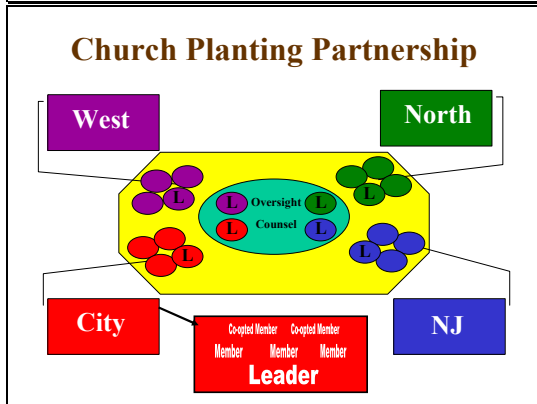 Church Planting Partnership
West
North
L
L
L Oversight L
L Counsel L
L
L
City
NJ
Co-opted Member Co-opted Member
Member Member Member
Leader